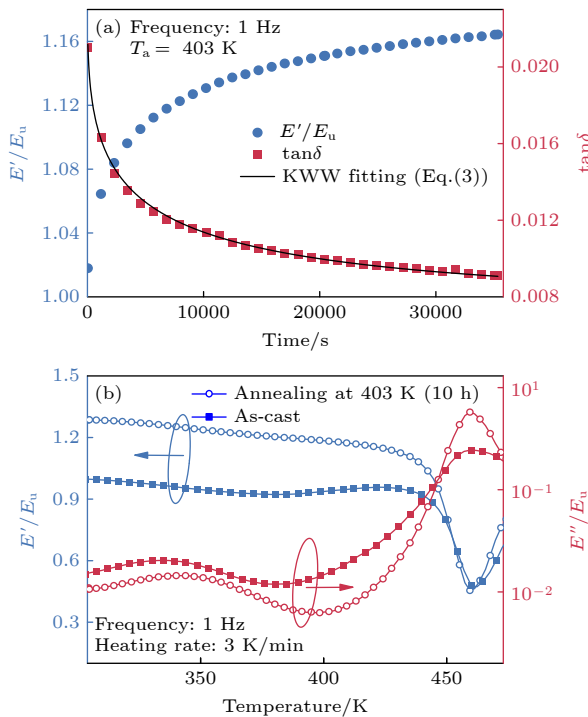 (a) Frequency: 1 Hz
Tₐ = 403 K
E′/Eᵤ
tanδ
KWW fitting (Eq.(3))
1.16
1.12
1.08
1.04
1.00
E′/Eᵤ
0.020
0.016
0.012
0.008
tanδ
0 10000 20000 30000
Time/s
(b)
Annealing at 403 K (10 h)
As-cast
1.5
1.2
0.9
0.6
0.3
E′/Eᵤ
10¹
10⁻¹
10⁻²
E″/Eᵤ
Frequency: 1 Hz
Heating rate: 3 K/min
350 400 450
Temperature/K